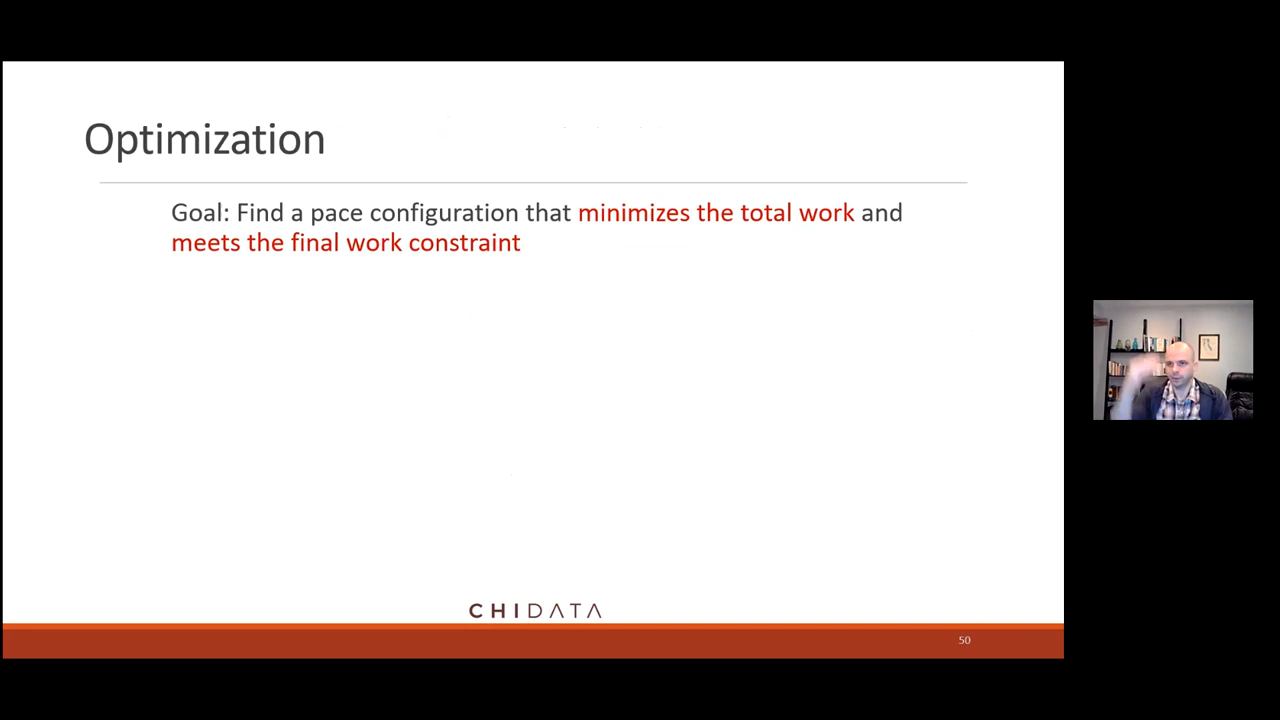 Optimization
Goal: Find a pace configuration that minimizes the total work and
meets the final work constraint
CHIDATA
50